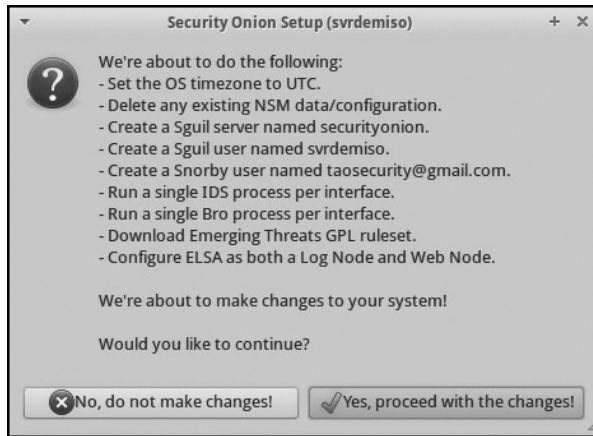 Security Onion Setup (svrdemiso)
We're about to do the following:
- Set the OS timezone to UTC.
- Delete any existing NSM data/configuration.
- Create a Sguil server named securityonion.
- Create a Sguil user named svrdemiso.
- Create a Snorby user named taosecurity@gmail.com.
- Run a single IDS process per interface.
- Run a single Bro process per interface.
- Download Emerging Threats GPL ruleset.
- Configure ELSA as both a Log Node and Web Node.
We're about to make changes to your system!
Would you like to continue?
No, do not make changes!
Yes, proceed with the changes!